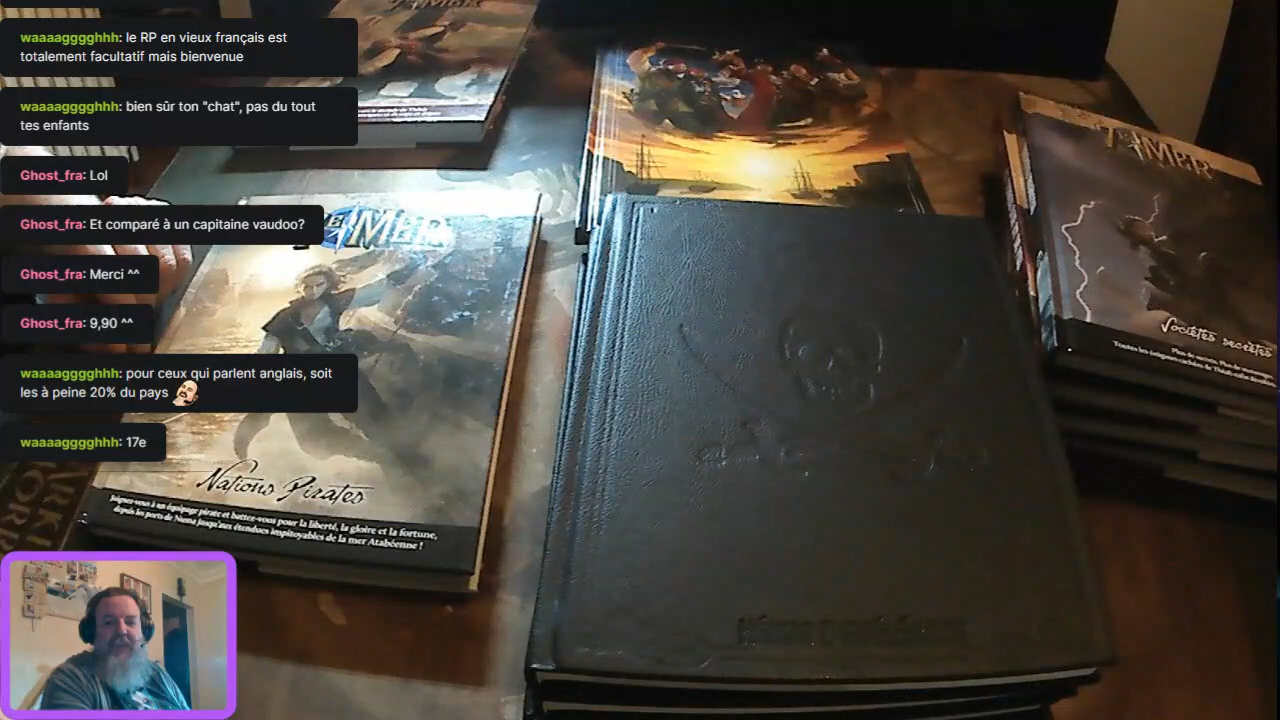 waaaagggghhh: le RP en vieux français est
totalement facultatif mais bienvenue
waaaagggghhh: bien sûr ton "chat", pas du tout
tes enfants
Ghost_fra: Lol
Ghost_fra: Et comparé à un capitaine vaudoo?
Ghost_fra: Merci ^^
Ghost_fra: 9,90 ^^
waaaagggghhh: pour ceux qui parlent anglais, soit
les à peine 20% du pays
waaaagggghhh: 17e
MER
Nations Pirates
Joignez-vous à un équipage pirate et battez-vous pour la liberté, la gloire et la fortune,
depuis les ports de Numa jusqu'aux étendues impitoyables de la mer Atabéenne !
7e MER
Sociétés secrètes